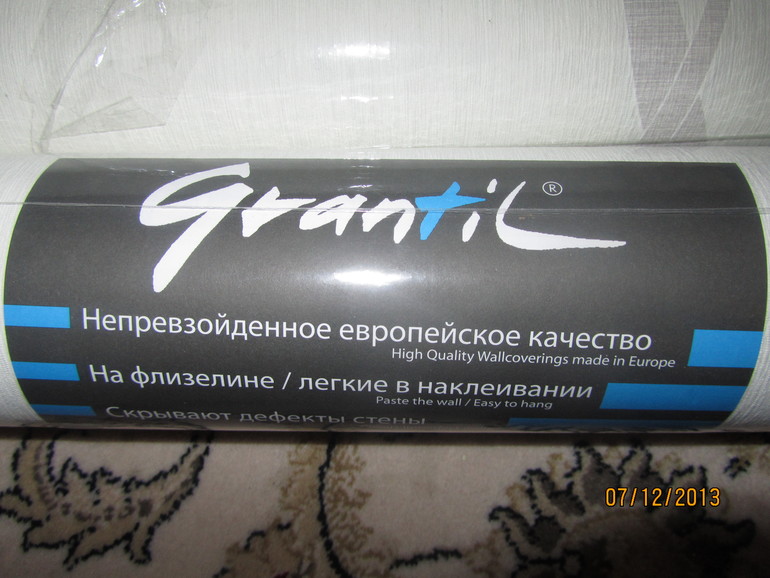 Grantil®
Непревзойденное европейское качество
High Quality Wallcoverings made in Europe
На флизелине / легкие в наклеивании
Paste the wall / Easy to hang
Скрывают дефекты стены
07/12/2013